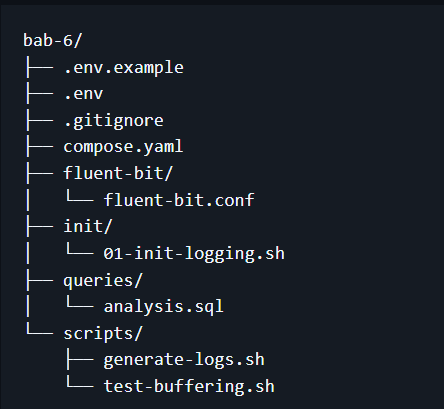 bab-6/
├── .env.example
├── .env
├── .gitignore
├── compose.yaml
├── fluent-bit/
│   └── fluent-bit.conf
├── init/
│   └── 01-init-logging.sh
├── queries/
│   └── analysis.sql
└── scripts/
    ├── generate-logs.sh
    └── test-buffering.sh